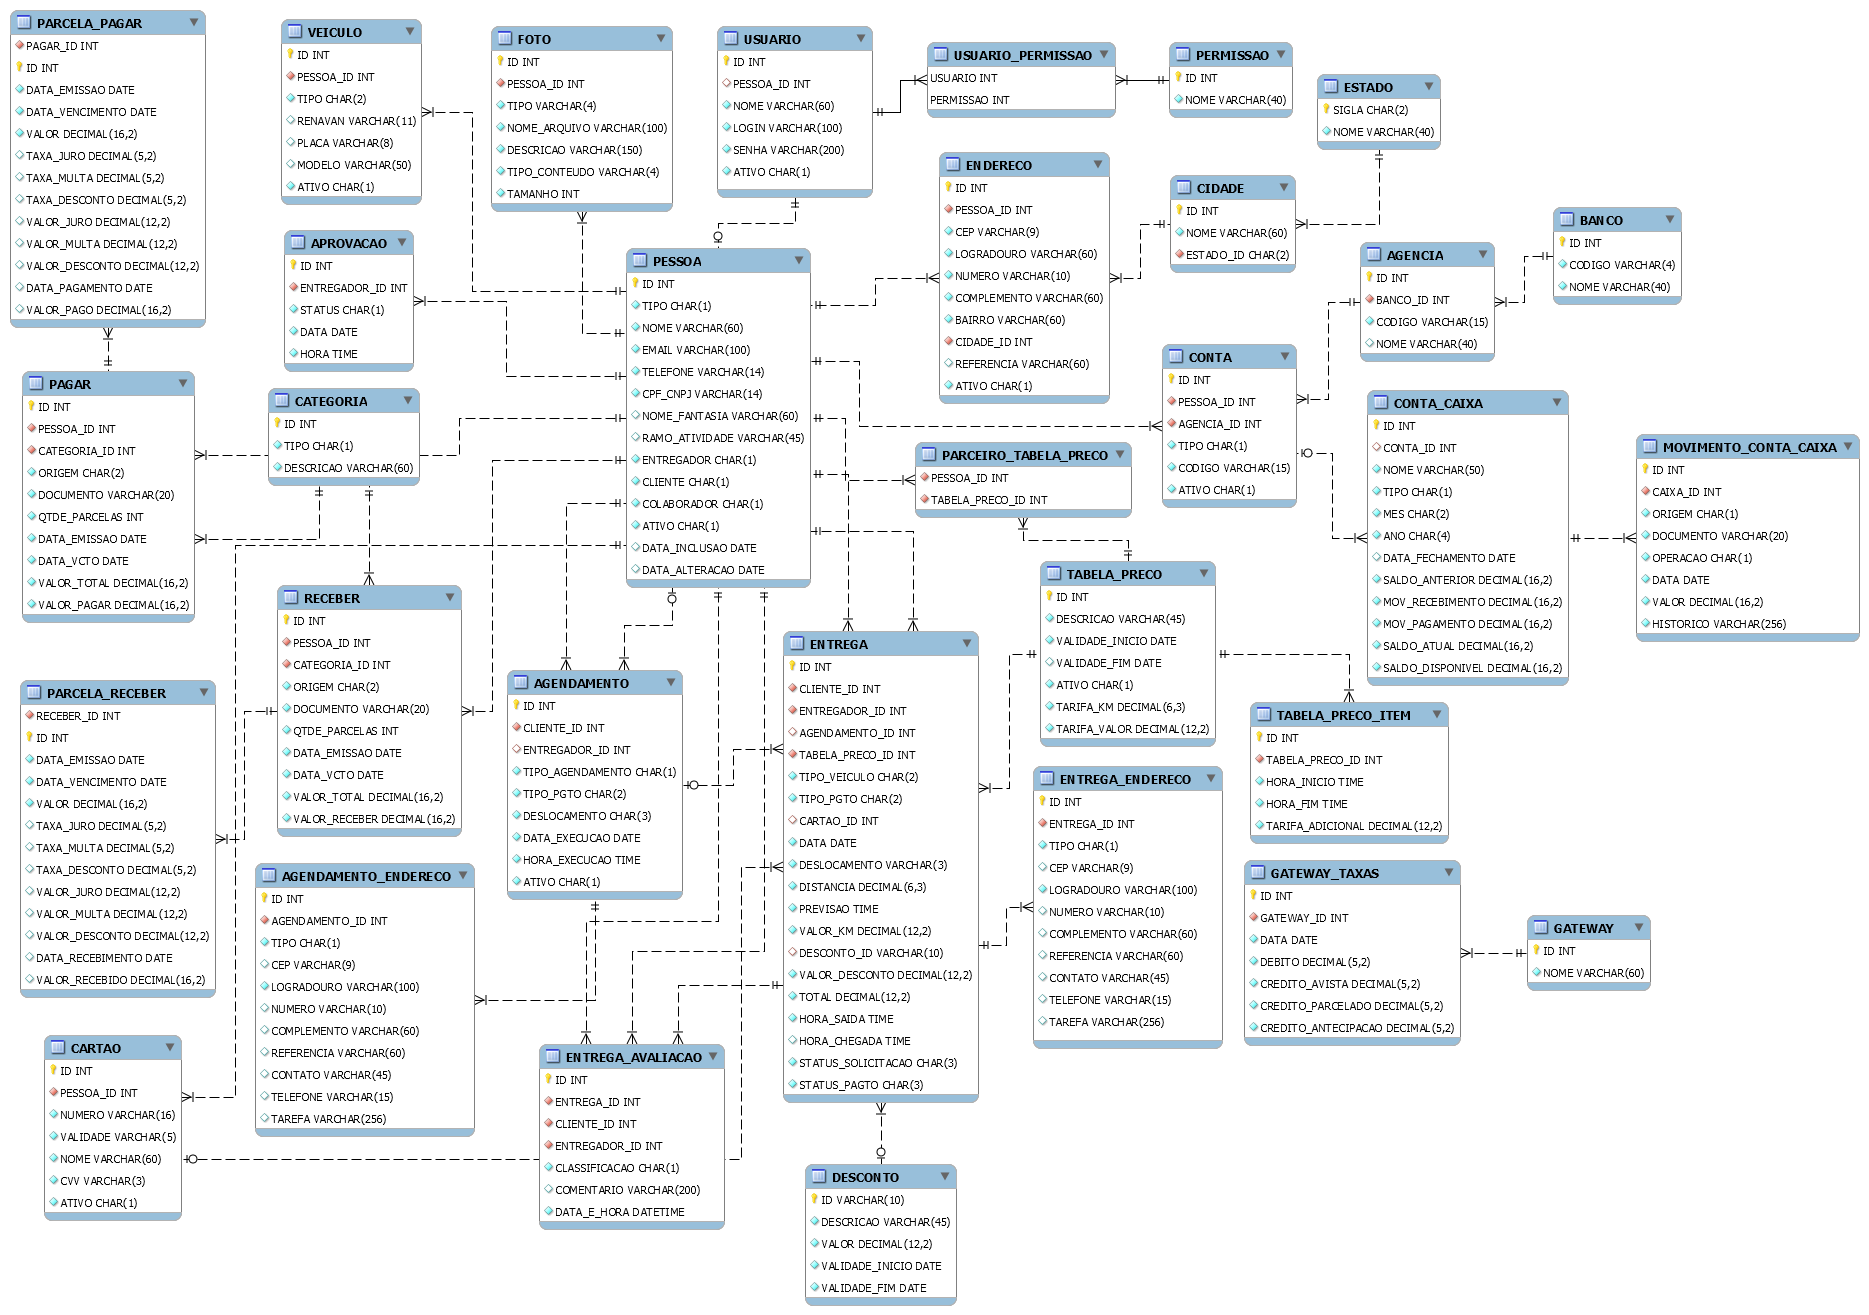 PARCELA_PAGAR
PAGAR_ID INT
ID INT
DATA_EMISSAO DATE
DATA_VENCIMENTO DATE
VALOR DECIMAL(16,2)
TAXA_JURO DECIMAL(5,2)
TAXA_MULTA DECIMAL(5,2)
TAXA_DESCONTO DECIMAL(5,2)
VALOR_JURO DECIMAL(12,2)
VALOR_MULTA DECIMAL(12,2)
VALOR_DESCONTO DECIMAL(12,2)
DATA_PAGAMENTO DATE
VALOR_PAGO DECIMAL(16,2)
VEICULO
ID INT
PESSOA_ID INT
TIPO CHAR(2)
RENAVAN VARCHAR(11)
PLACA VARCHAR(8)
MODELO VARCHAR(50)
ATIVO CHAR(1)
FOTO
ID INT
PESSOA_ID INT
TIPO VARCHAR(4)
NOME_ARQUIVO VARCHAR(100)
DESCRICAO VARCHAR(150)
TIPO_CONTEUDO VARCHAR(4)
TAMANHO INT
USUARIO
ID INT
PESSOA_ID INT
NOME VARCHAR(60)
LOGIN VARCHAR(100)
SENHA VARCHAR(200)
ATIVO CHAR(1)
USUARIO_PERMISSAO
USUARIO INT
PERMISSAO INT
PERMISSAO
ID INT
NOME VARCHAR(40)
ESTADO
SIGLA CHAR(2)
NOME VARCHAR(40)
APROVACAO
ID INT
ENTREGADOR_ID INT
STATUS CHAR(1)
DATA DATE
HORA TIME
PESSOA
ID INT
TIPO CHAR(1)
NOME VARCHAR(60)
EMAIL VARCHAR(100)
TELEFONE VARCHAR(14)
CPF_CNPJ VARCHAR(14)
NOME_FANTASIA VARCHAR(60)
RAMO_ATIVIDADE VARCHAR(45)
ENTREGADOR CHAR(1)
CLIENTE CHAR(1)
COLABORADOR CHAR(1)
ATIVO CHAR(1)
DATA_INCLUSAO DATE
DATA_ALTERACAO DATE
ENDERECO
ID INT
PESSOA_ID INT
CEP VARCHAR(9)
LOGRADOURO VARCHAR(60)
NUMERO VARCHAR(10)
COMPLEMENTO VARCHAR(60)
BAIRRO VARCHAR(60)
CIDADE_ID INT
REFERENCIA VARCHAR(60)
ATIVO CHAR(1)
CIDADE
ID INT
NOME VARCHAR(60)
ESTADO_ID CHAR(2)
AGENCIA
ID INT
BANCO_ID INT
CODIGO VARCHAR(15)
NOME VARCHAR(40)
BANCO
ID INT
CODIGO VARCHAR(4)
NOME VARCHAR(40)
PAGAR
ID INT
PESSOA_ID INT
CATEGORIA_ID INT
ORIGEM CHAR(2)
DOCUMENTO VARCHAR(20)
QTDE_PARCELAS INT
DATA_EMISSAO DATE
DATA_VCTO DATE
VALOR_TOTAL DECIMAL(16,2)
VALOR_PAGAR DECIMAL(16,2)
CATEGORIA
ID INT
TIPO CHAR(1)
DESCRICAO VARCHAR(60)
CONTA
ID INT
PESSOA_ID INT
AGENCIA_ID INT
TIPO CHAR(1)
CODIGO VARCHAR(15)
ATIVO CHAR(1)
CONTA_CAIXA
ID INT
CONTA_ID INT
NOME VARCHAR(50)
TIPO CHAR(1)
MES CHAR(2)
ANO CHAR(4)
DATA_FECHAMENTO DATE
SALDO_ANTERIOR DECIMAL(16,2)
MOV_RECEBIMENTO DECIMAL(16,2)
MOV_PAGAMENTO DECIMAL(16,2)
SALDO_ATUAL DECIMAL(16,2)
SALDO_DISPONIVEL DECIMAL(16,2)
MOVIMENTO_CONTA_CAIXA
ID INT
CAIXA_ID INT
ORIGEM CHAR(1)
DOCUMENTO VARCHAR(20)
OPERACAO CHAR(1)
DATA DATE
VALOR DECIMAL(16,2)
HISTORICO VARCHAR(256)
PARCEIRO_TABELA_PRECO
PESSOA_ID INT
TABELA_PRECO_ID INT
RECEBER
ID INT
PESSOA_ID INT
CATEGORIA_ID INT
ORIGEM CHAR(2)
DOCUMENTO VARCHAR(20)
QTDE_PARCELAS INT
DATA_EMISSAO DATE
DATA_VCTO DATE
VALOR_TOTAL DECIMAL(16,2)
VALOR_RECEBER DECIMAL(16,2)
TABELA_PRECO
ID INT
DESCRICAO VARCHAR(45)
VALIDADE_INICIO DATE
VALIDADE_FIM DATE
ATIVO CHAR(1)
TARIFA_KM DECIMAL(6,3)
TARIFA_VALOR DECIMAL(12,2)
PARCELA_RECEBER
RECEBER_ID INT
ID INT
DATA_EMISSAO DATE
DATA_VENCIMENTO DATE
VALOR DECIMAL(16,2)
TAXA_JURO DECIMAL(5,2)
TAXA_MULTA DECIMAL(5,2)
TAXA_DESCONTO DECIMAL(5,2)
VALOR_JURO DECIMAL(12,2)
VALOR_MULTA DECIMAL(12,2)
VALOR_DESCONTO DECIMAL(12,2)
DATA_RECEBIMENTO DATE
VALOR_RECEBIDO DECIMAL(16,2)
AGENDAMENTO
ID INT
CLIENTE_ID INT
ENTREGADOR_ID INT
TIPO_AGENDAMENTO CHAR(1)
TIPO_PGTO CHAR(2)
DESLOCAMENTO CHAR(3)
DATA_EXECUCAO DATE
HORA_EXECUCAO TIME
ATIVO CHAR(1)
ENTREGA
ID INT
CLIENTE_ID INT
ENTREGADOR_ID INT
AGENDAMENTO_ID INT
TABELA_PRECO_ID INT
TIPO_VEICULO CHAR(2)
TIPO_PGTO CHAR(2)
CARTAO_ID INT
DATA DATE
DESLOCAMENTO VARCHAR(3)
DISTANCIA DECIMAL(6,3)
PREVISAO TIME
VALOR_KM DECIMAL(12,2)
DESCONTO_ID VARCHAR(10)
VALOR_DESCONTO DECIMAL(12,2)
TOTAL DECIMAL(12,2)
HORA_SAIDA TIME
HORA_CHEGADA TIME
STATUS_SOLICITACAO CHAR(3)
STATUS_PAGTO CHAR(3)
TABELA_PRECO_ITEM
ID INT
TABELA_PRECO_ID INT
HORA_INICIO TIME
HORA_FIM TIME
TARIFA_ADICIONAL DECIMAL(12,2)
ENTREGA_ENDERECO
ID INT
ENTREGA_ID INT
TIPO CHAR(1)
CEP VARCHAR(9)
LOGRADOURO VARCHAR(100)
NUMERO VARCHAR(10)
COMPLEMENTO VARCHAR(60)
REFERENCIA VARCHAR(60)
CONTATO VARCHAR(45)
TELEFONE VARCHAR(15)
TAREFA VARCHAR(256)
AGENDAMENTO_ENDERECO
ID INT
AGENDAMENTO_ID INT
TIPO CHAR(1)
CEP VARCHAR(9)
LOGRADOURO VARCHAR(100)
NUMERO VARCHAR(10)
COMPLEMENTO VARCHAR(60)
REFERENCIA VARCHAR(60)
CONTATO VARCHAR(45)
TELEFONE VARCHAR(15)
TAREFA VARCHAR(256)
GATEWAY_TAXAS
ID INT
GATEWAY_ID INT
DATA DATE
DEBITO DECIMAL(5,2)
CREDITO_AVISTA DECIMAL(5,2)
CREDITO_PARCELADO DECIMAL(5,2)
CREDITO_ANTECIPACAO DECIMAL(5,2)
GATEWAY
ID INT
NOME VARCHAR(60)
CARTAO
ID INT
PESSOA_ID INT
NUMERO VARCHAR(16)
VALIDADE VARCHAR(5)
NOME VARCHAR(60)
CVV VARCHAR(3)
ATIVO CHAR(1)
ENTREGA_AVALIACAO
ID INT
ENTREGA_ID INT
CLIENTE_ID INT
ENTREGADOR_ID INT
CLASSIFICACAO CHAR(1)
COMENTARIO VARCHAR(200)
DATA_E_HORA DATETIME
DESCONTO
ID VARCHAR(10)
DESCRICAO VARCHAR(45)
VALOR DECIMAL(12,2)
VALIDADE_INICIO DATE
VALIDADE_FIM DATE